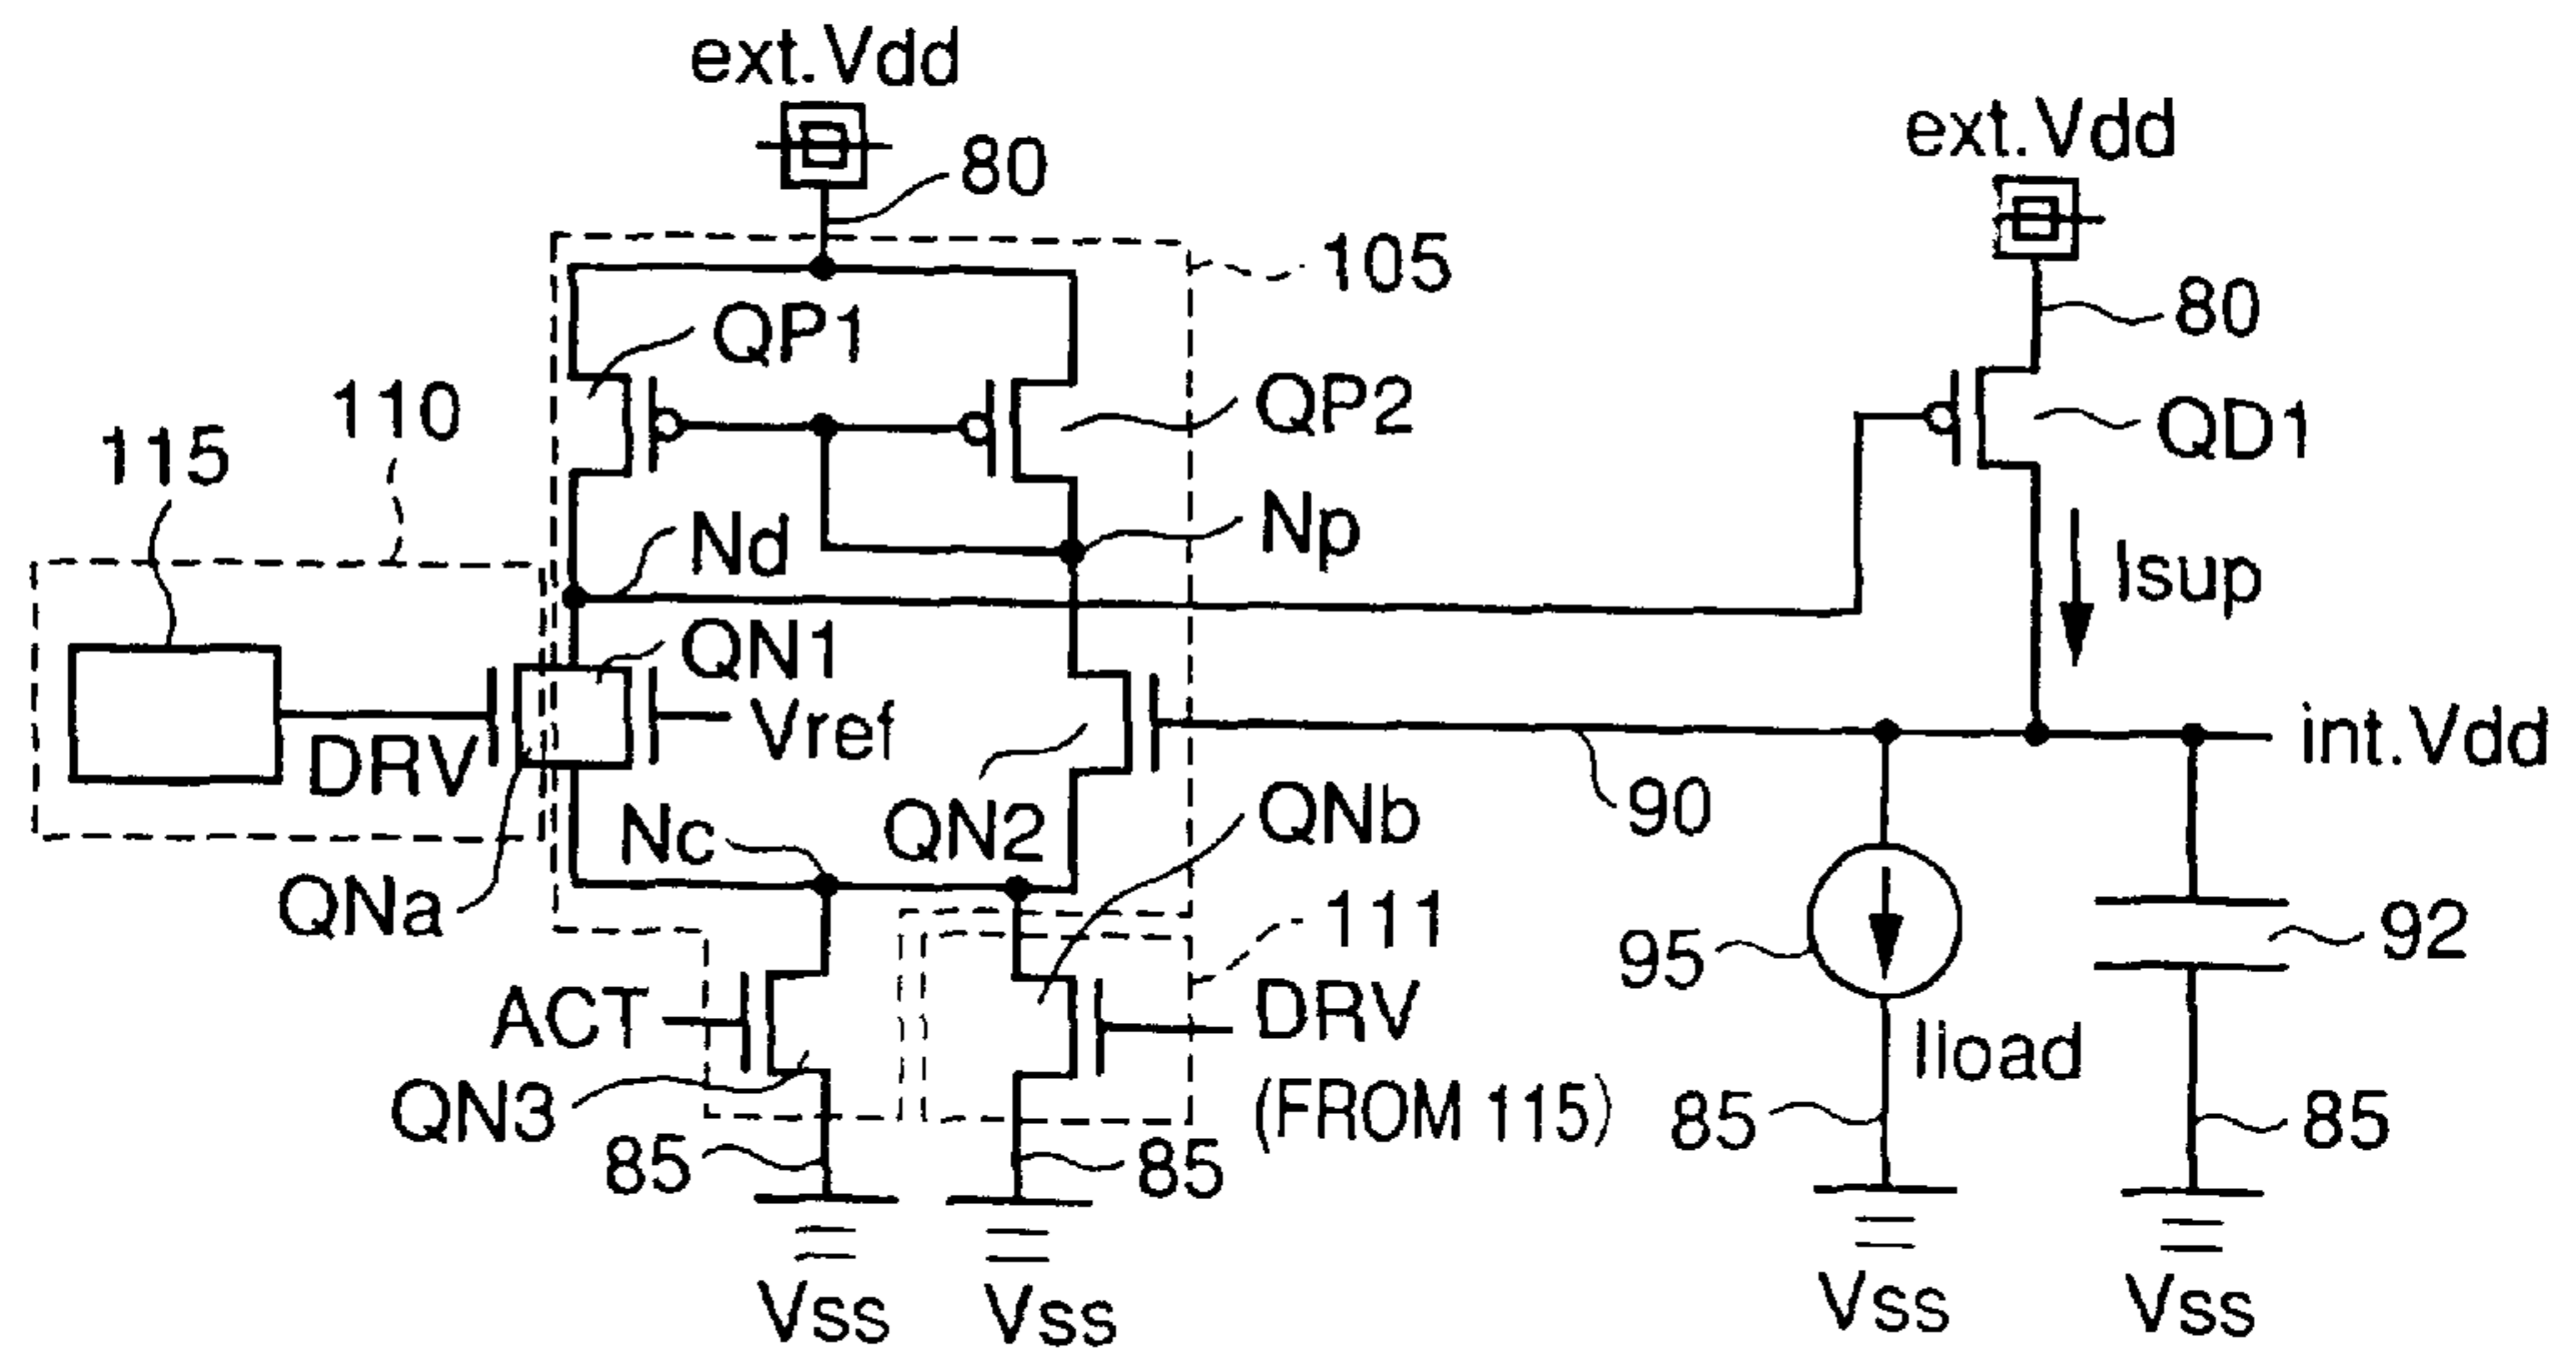 ext.Vdd
80
ext.Vdd
105
80
QP1
QP2
110
QD1
115
Nd
Np
Isup
QN1
Vref
DRV
int.Vdd
Nc
QN2
QNb
90
QNa
111
95
92
ACT
DRV
Iioad
QN3
(FROM 115)
85
85
85
85
Vss
Vss
Vss
Vss